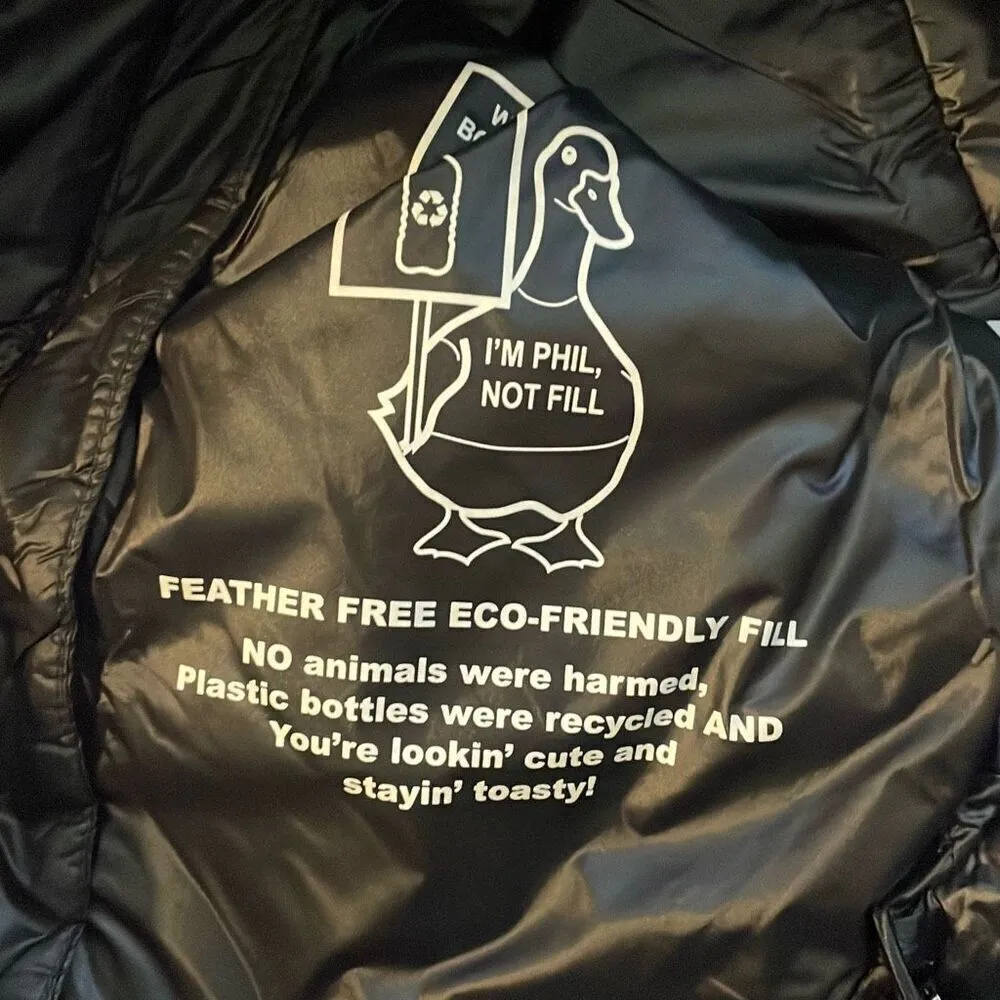 I'M PHIL,
NOT FILL
FEATHER FREE ECO-FRIENDLY FILL
NO animals were harmed,
Plastic bottles were recycled AND
You're lookin' cute and
stayin' toasty!